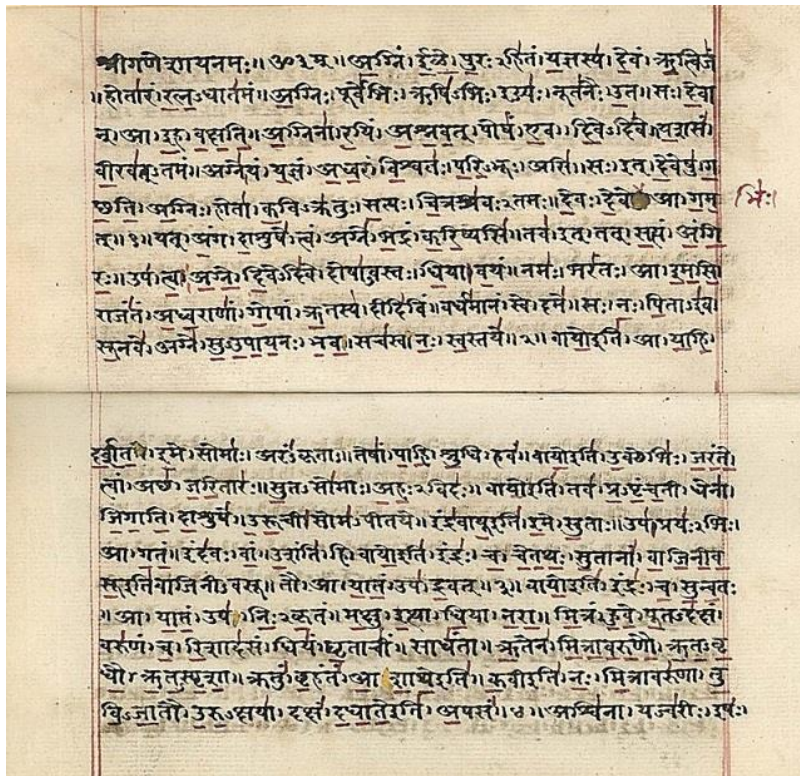 श्रीगणेशायनमः॥ ॐ३म्॥ अग्निं। ईळे। पुरःऽहितं। यज्ञस्य। देवं। ऋत्विजं
॥ होतारं। रत्नऽधातमं॥ अग्निः। पूर्वेभिः। ऋषिऽभिः। ईड्यः। नूतनैः। उत॥ सः। देवा
न्। आ। इह। वक्षति॥ अग्निना। रयिं। अश्नवत्। पोषं। एव। दिवेऽदिवे॥ यशसं
वीरवत्ऽतमं॥ अग्ने। यं। यज्ञं। अध्वरं। विश्वतः। परिऽभूः। असि॥ सः। इत्। देवेषु। ग
च्छति। अग्निः। होता। कविऽक्रतुः। सत्यः। चित्रश्रवःऽतमः॥ देवः। देवे आ। गम
भिः।
त्॥१॥ यत्। अंग। दाशुषे। त्वं। अग्ने। भद्रं। करिष्यसि॥ तव। इत्। तत्। सत्यं। अंगि
रः॥ उप। त्वा। अग्ने। दिवेऽदिवे। दोषाऽवस्तः। धिया। वयं॥ नमः। भरंतः। आ। इमसि॥
राजंतं। अध्वराणां। गोपां। ऋतस्य। दीदिविं॥ वर्धमानं। स्वे। दमे॥ सः। नः। पिताऽइव
सूनवे। अग्ने। सुऽउपायनः। भव॥ सचस्व। नः। स्वस्तये॥२॥ वायोइति। आ। याहि।
दर्शत। इमे। सोमाः। अरंऽकृताः॥ तेषां। पाहि। श्रुधि। हवं॥ वायोइति। उक्थेभिः। जरंते
त्वां। अच्छ। जरितारः॥ सुतऽसोमाः। अहःऽविदः॥ वायोइति। तव। प्रऽपृंचती। धेना।
जिगाति। दाशुषे॥ उरूची। सोमऽपीतये॥ इंद्रवायूइति। इमे। सुताः॥ उप। प्रयःऽभिः।
आ। गतं॥ इंदवः। वां। उशंति। हि॥ वायोइति। इंद्रः। च। चेतथः। सुतानां। वाजिनीव
सूइतिवाजिनीऽवसू॥ तौ। आ। यातं। उप। द्रवत्॥३॥ वायोइति। इंद्रः। च। सुन्वतः
॥ आ। यातं। उप। निःऽकृतं॥ मक्षु। इत्था। धिया। नरा॥ मित्रं। हुवे। पूतऽदक्षं
वरुणं। च। रिशादसं॥ धियं। घृताचीं। साधंता॥ ऋतेन। मित्रावरुणौ। ऋतऽवृ
धौ। ऋतऽस्पृशा॥ क्रतुं। बृहंतं। आशाथेइति॥ कवीइति। नः। मित्रावरुणा। तु
विऽजातौ। उरुऽक्षया। दक्षं। दधातेइति। अपसं॥४॥ अश्विना। यज्वरीः। इषः।